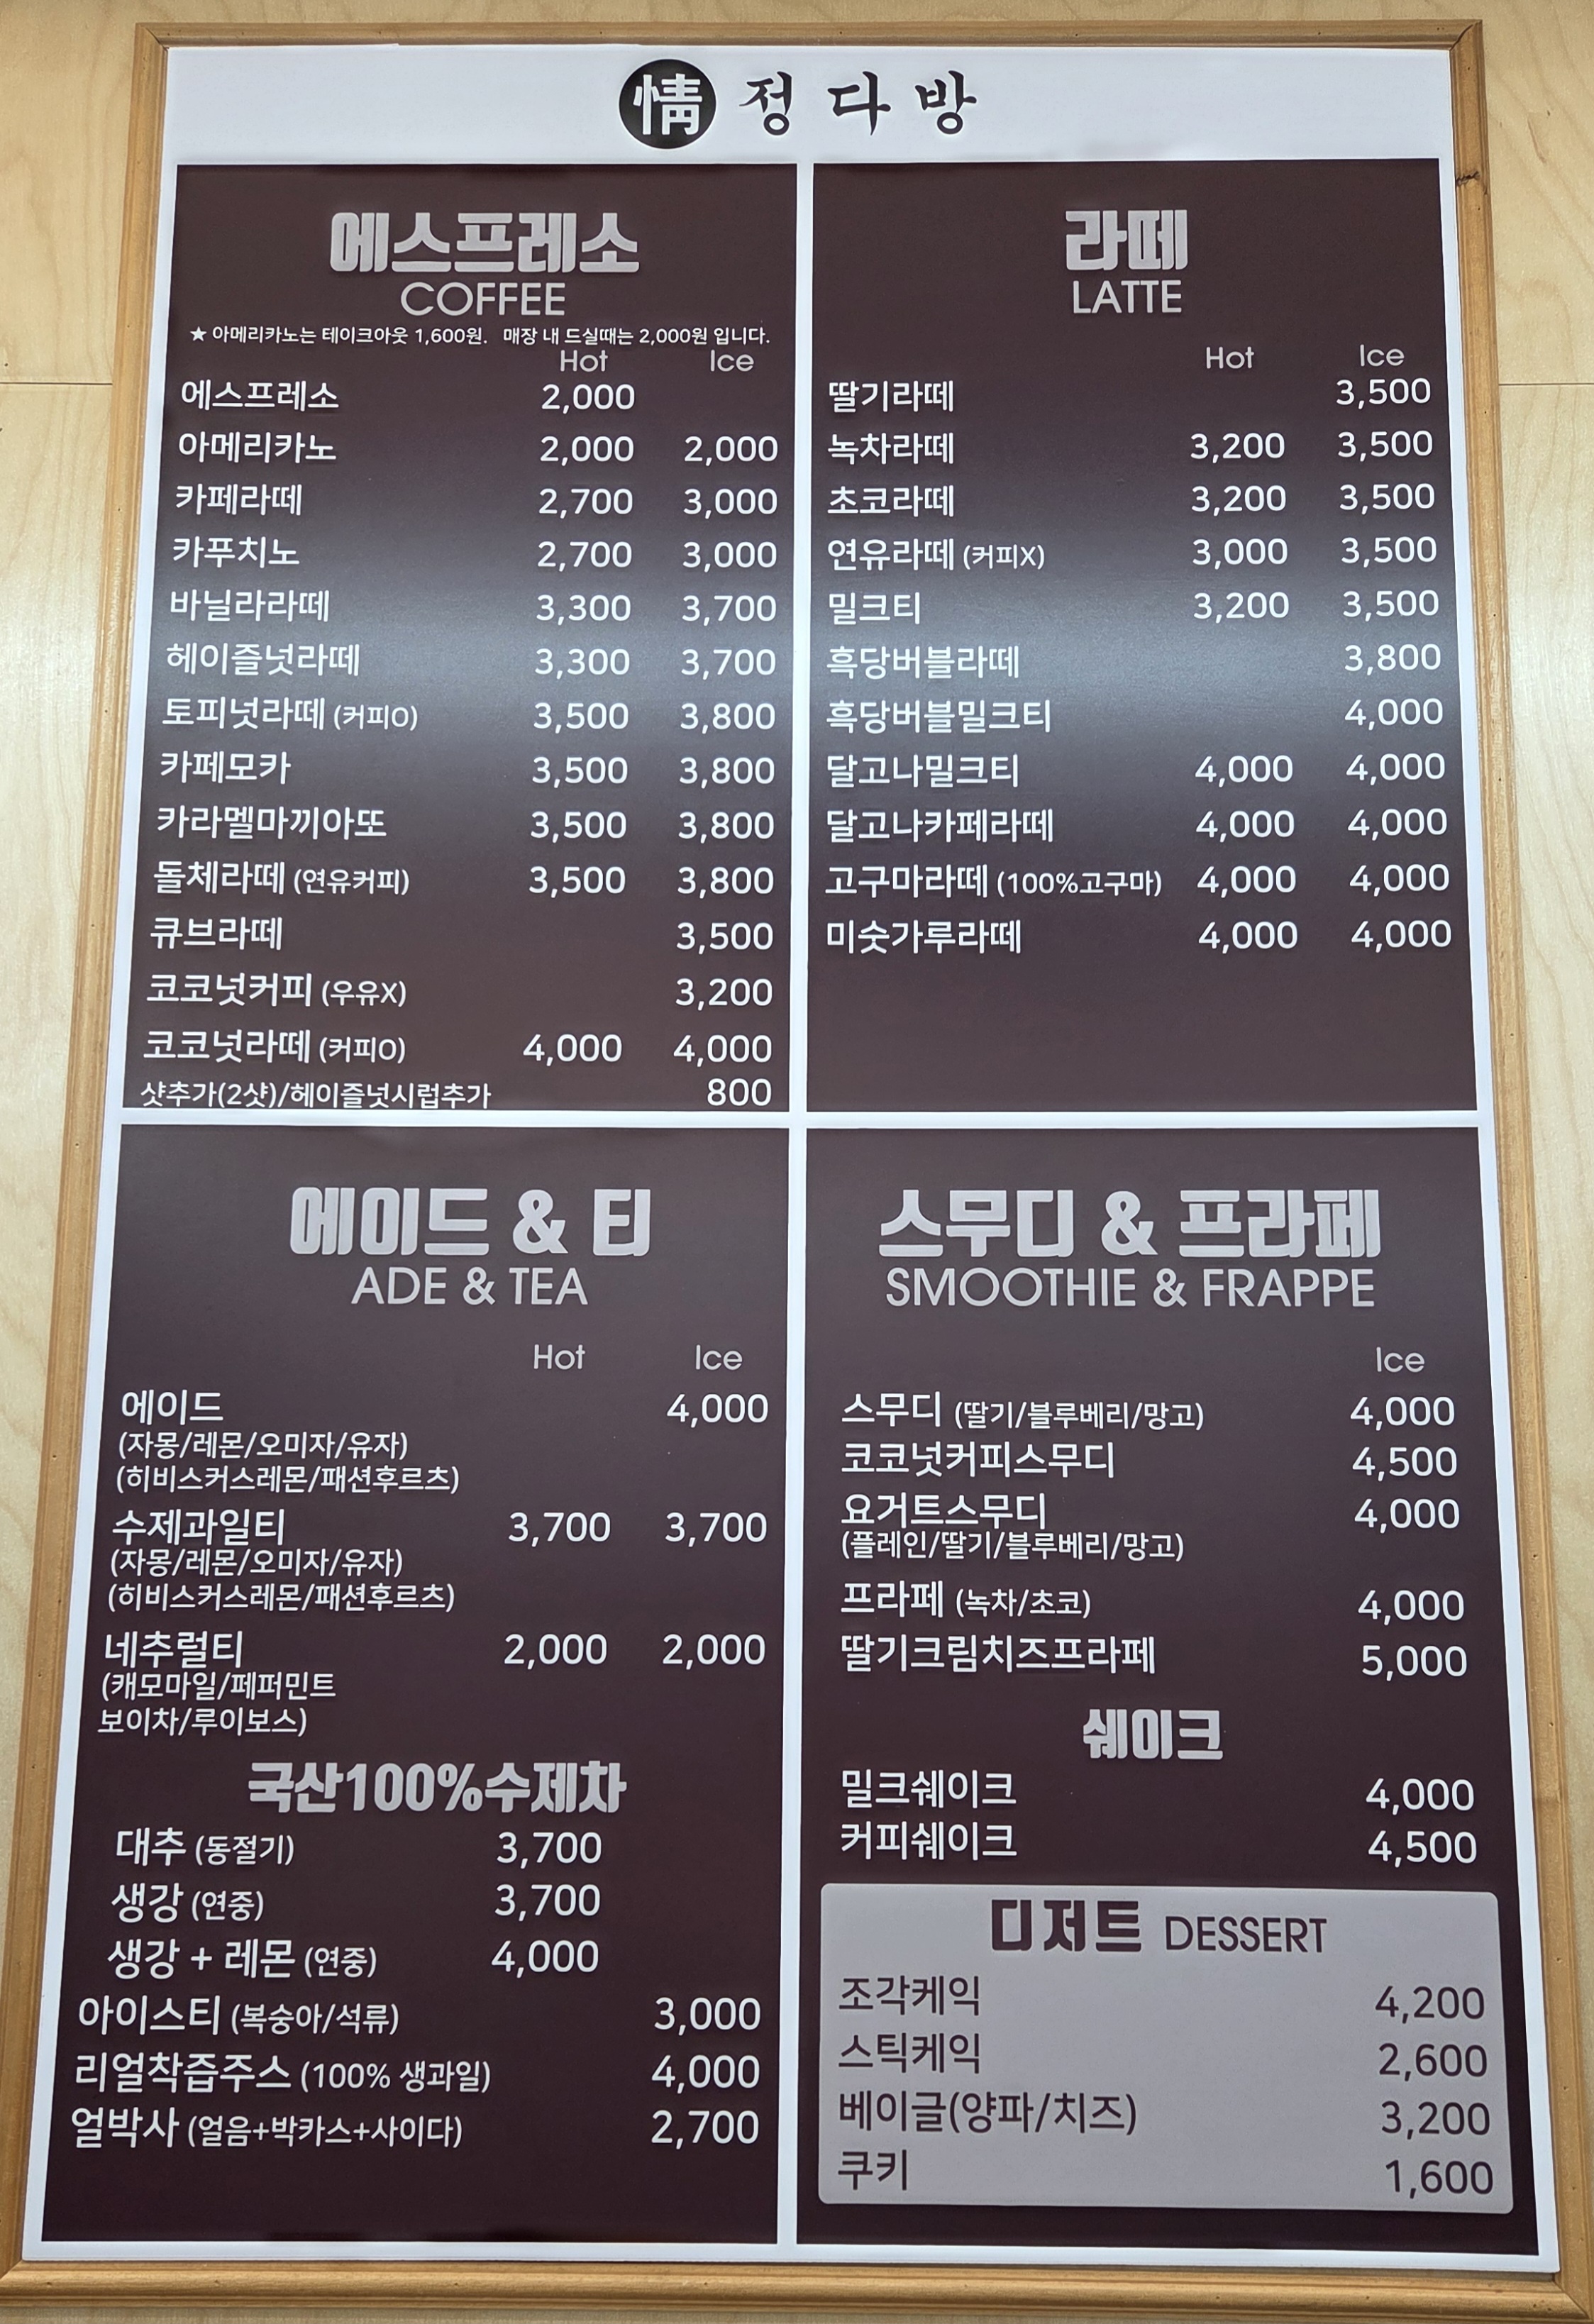 情 정다방
에스프레소
COFFEE
★ 아메리카노는 테이크아웃 1,600원. 매장 내 드실때는 2,000원 입니다.
Hot Ice
에스프레소 2,000
아메리카노 2,000 2,000
카페라떼 2,700 3,000
카푸치노 2,700 3,000
바닐라라떼 3,300 3,700
헤이즐넛라떼 3,300 3,700
토피넛라떼 (커피O) 3,500 3,800
카페모카 3,500 3,800
카라멜마끼아또 3,500 3,800
돌체라떼 (연유커피) 3,500 3,800
큐브라떼 3,500
코코넛커피 (우유X) 3,200
코코넛라떼 (커피O) 4,000 4,000
샷추가(2샷)/헤이즐넛시럽추가 800
라떼
LATTE
Hot Ice
딸기라떼 3,500
녹차라떼 3,200 3,500
초코라떼 3,200 3,500
연유라떼 (커피X) 3,000 3,500
밀크티 3,200 3,500
흑당버블라떼 3,800
흑당버블밀크티 4,000
달고나밀크티 4,000 4,000
달고나카페라떼 4,000 4,000
고구마라떼 (100%고구마) 4,000 4,000
미숫가루라떼 4,000 4,000
에이드 & 티
ADE & TEA
Hot Ice
에이드 4,000
(자몽/레몬/오미자/유자)
(히비스커스레몬/패션후르츠)
수제과일티 3,700 3,700
(자몽/레몬/오미자/유자)
(히비스커스레몬/패션후르츠)
네추럴티 2,000 2,000
(캐모마일/페퍼민트
보이차/루이보스)
국산100%수제차
대추 (동절기) 3,700
생강 (연중) 3,700
생강 + 레몬 (연중) 4,000
아이스티 (복숭아/석류) 3,000
리얼착즙주스 (100% 생과일) 4,000
얼박사 (얼음+박카스+사이다) 2,700
스무디 & 프라페
SMOOTHIE & FRAPPE
Ice
스무디 (딸기/블루베리/망고) 4,000
코코넛커피스무디 4,500
요거트스무디 4,000
(플레인/딸기/블루베리/망고)
프라페 (녹차/초코) 4,000
딸기크림치즈프라페 5,000
쉐이크
밀크쉐이크 4,000
커피쉐이크 4,500
디저트 DESSERT
조각케익 4,200
스틱케익 2,600
베이글(양파/치즈) 3,200
쿠키 1,600